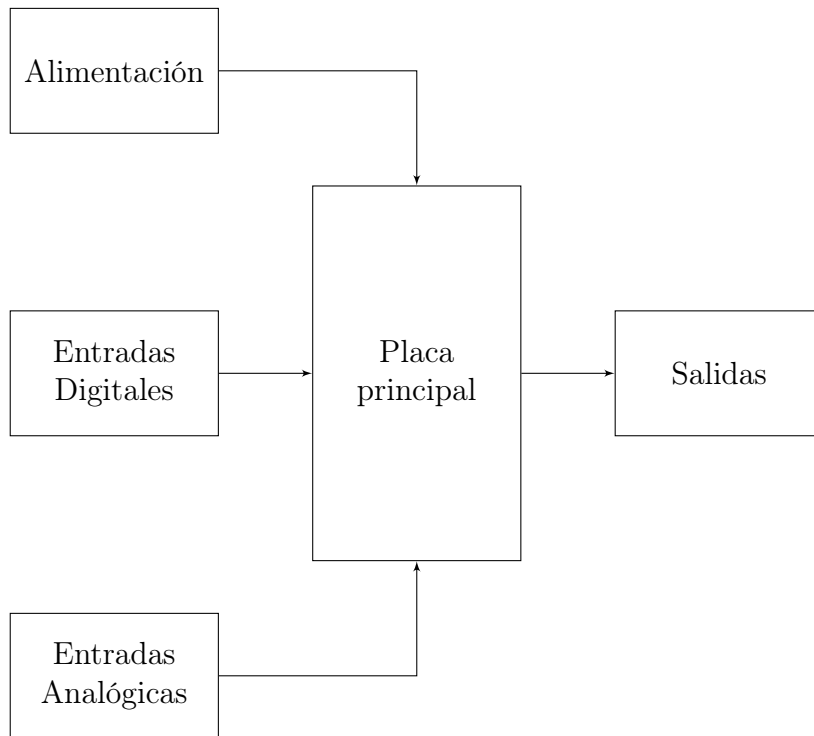 Alimentación
Entradas
Digitales
Placa
principal
Salidas
Entradas
Analógicas